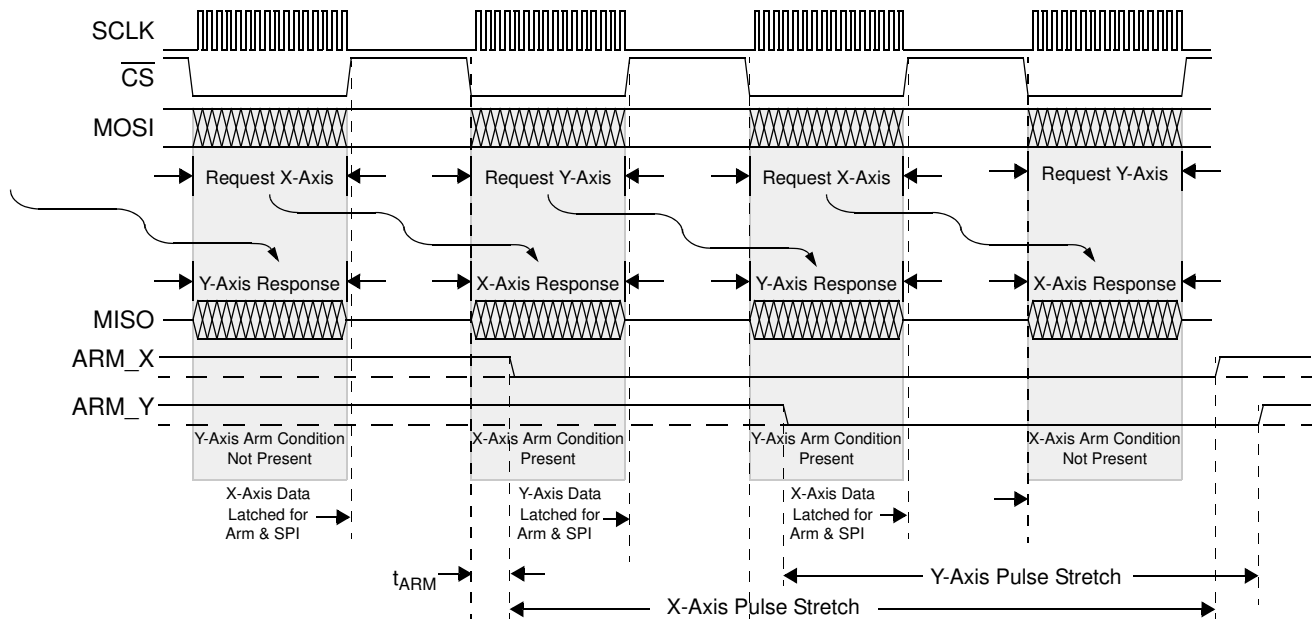 SCLK
CS
MOSI
Request X-Axis
Request Y-Axis
Request X-Axis
Request Y-Axis
Y-Axis Response
X-Axis Response
Y-Axis Response
X-Axis Response
MISO
ARM_X
ARM_Y
Y-Axis Arm Condition
Not Present
X-Axis Arm Condition
Present
Y-Axis Arm Condition
Present
X-Axis Arm Condition
Not Present
X-Axis Data
Latched for
Arm & SPI
Y-Axis Data
Latched for
Arm & SPI
X-Axis Data
Latched for
Arm & SPI
tARM
Y-Axis Pulse Stretch
X-Axis Pulse Stretch